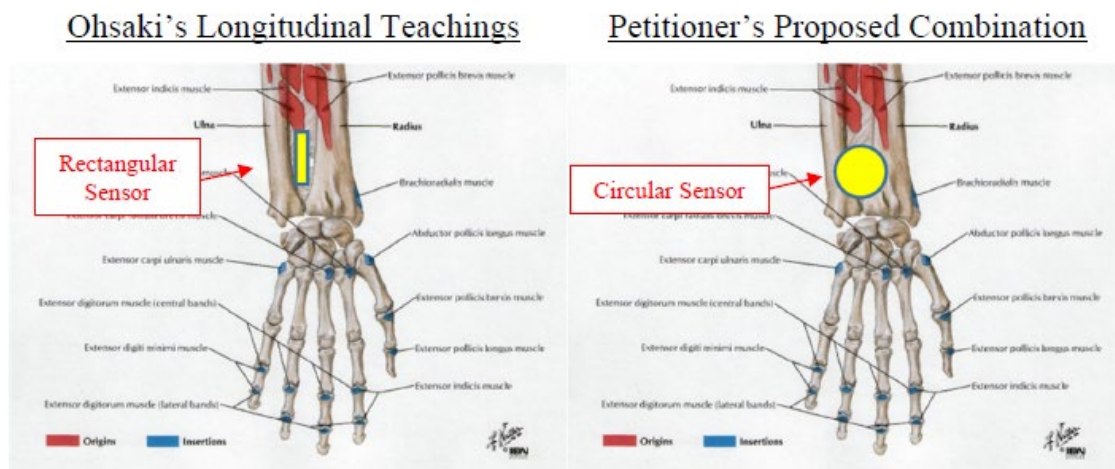 Ohsaki's Longitudinal Teachings
Petitioner's Proposed Combination
Extensor indicis muscle
Extensor pollicis brevis muscle
Ulna
Radius
Rectangular
Sensor
muscle
Brachioradialis muscle
Abductor pollicis longus muscle
Extensor carpi ulnaris muscle
Extensor digitorum muscle (central bands)
Extensor pollicis brevis muscle
Extensor digiti minimi muscle
Extensor pollicis longus muscle
Extensor indicis muscle
Extensor digitorum muscle (lateral bands)
Origins
Insertions
Extensor indicis muscle
Extensor pollicis brevis muscle
Ulna
Radius
Circular Sensor
muscle
Brachioradialis muscle
Abductor pollicis longus muscle
Extensor carpi ulnaris muscle
Extensor digitorum muscle (central bands)
Extensor pollicis brevis muscle
Extensor digiti minimi muscle
Extensor pollicis longus muscle
Extensor indicis muscle
Extensor digitorum muscle (lateral bands)
Origins
Insertions